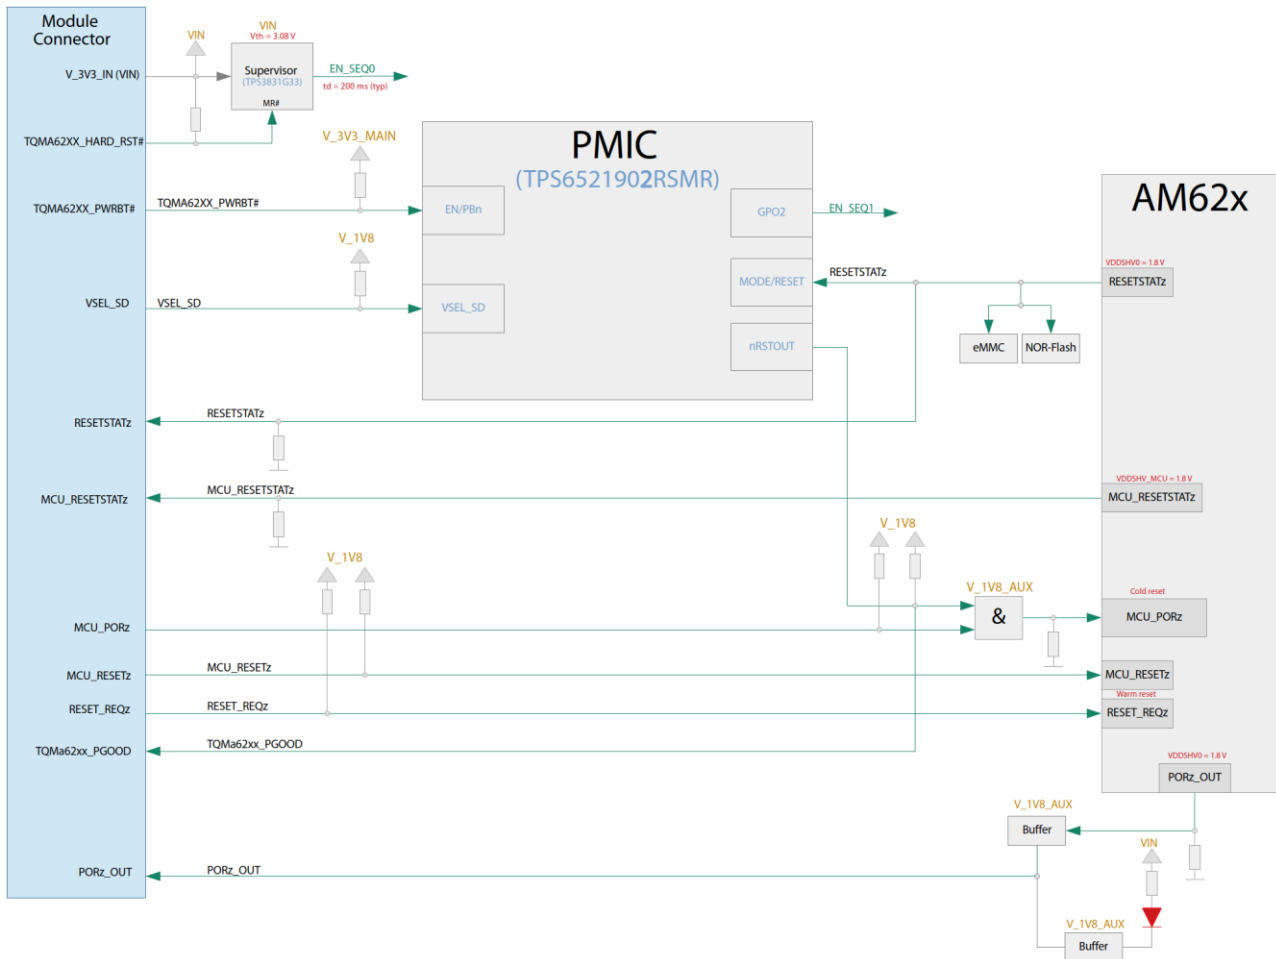 Module
Connector
VIN
VIN
Vth = 3.08 V
V_3V3_IN (VIN)
Supervisor
(TPS3831G33)
MR#
EN_SEQ0
td = 200 ms (typ)
TQMA62XX_HARD_RST#
V_3V3_MAIN
PMIC
(TPS6521902RSMR)
AM62x
TQMA62XX_PWRBT#
TQMA62XX_PWRBT#
EN/PBn
GPO2
EN_SEQ1
V_1V8
VDDSHV0 = 1.8 V
MODE/RESET
RESETSTATz
RESETSTATz
VSEL_SD
VSEL_SD
VSEL_SD
nRSTOUT
eMMC
NOR-Flash
RESETSTATz
RESETSTATz
VDDSHV_MCU = 1.8 V
MCU_RESETSTATz
MCU_RESETSTATz
MCU_RESETSTATz
V_1V8
V_1V8
V_1V8_AUX
Cold reset
&
MCU_PORz
MCU_PORz
MCU_RESETz
MCU_RESETz
MCU_RESETz
Warm reset
RESET_REQz
RESET_REQz
RESET_REQz
TQMa62xx_PGOOD
TQMa62xx_PGOOD
VDDSHV0 = 1.8 V
PORz_OUT
V_1V8_AUX
Buffer
VIN
PORz_OUT
PORz_OUT
V_1V8_AUX
Buffer